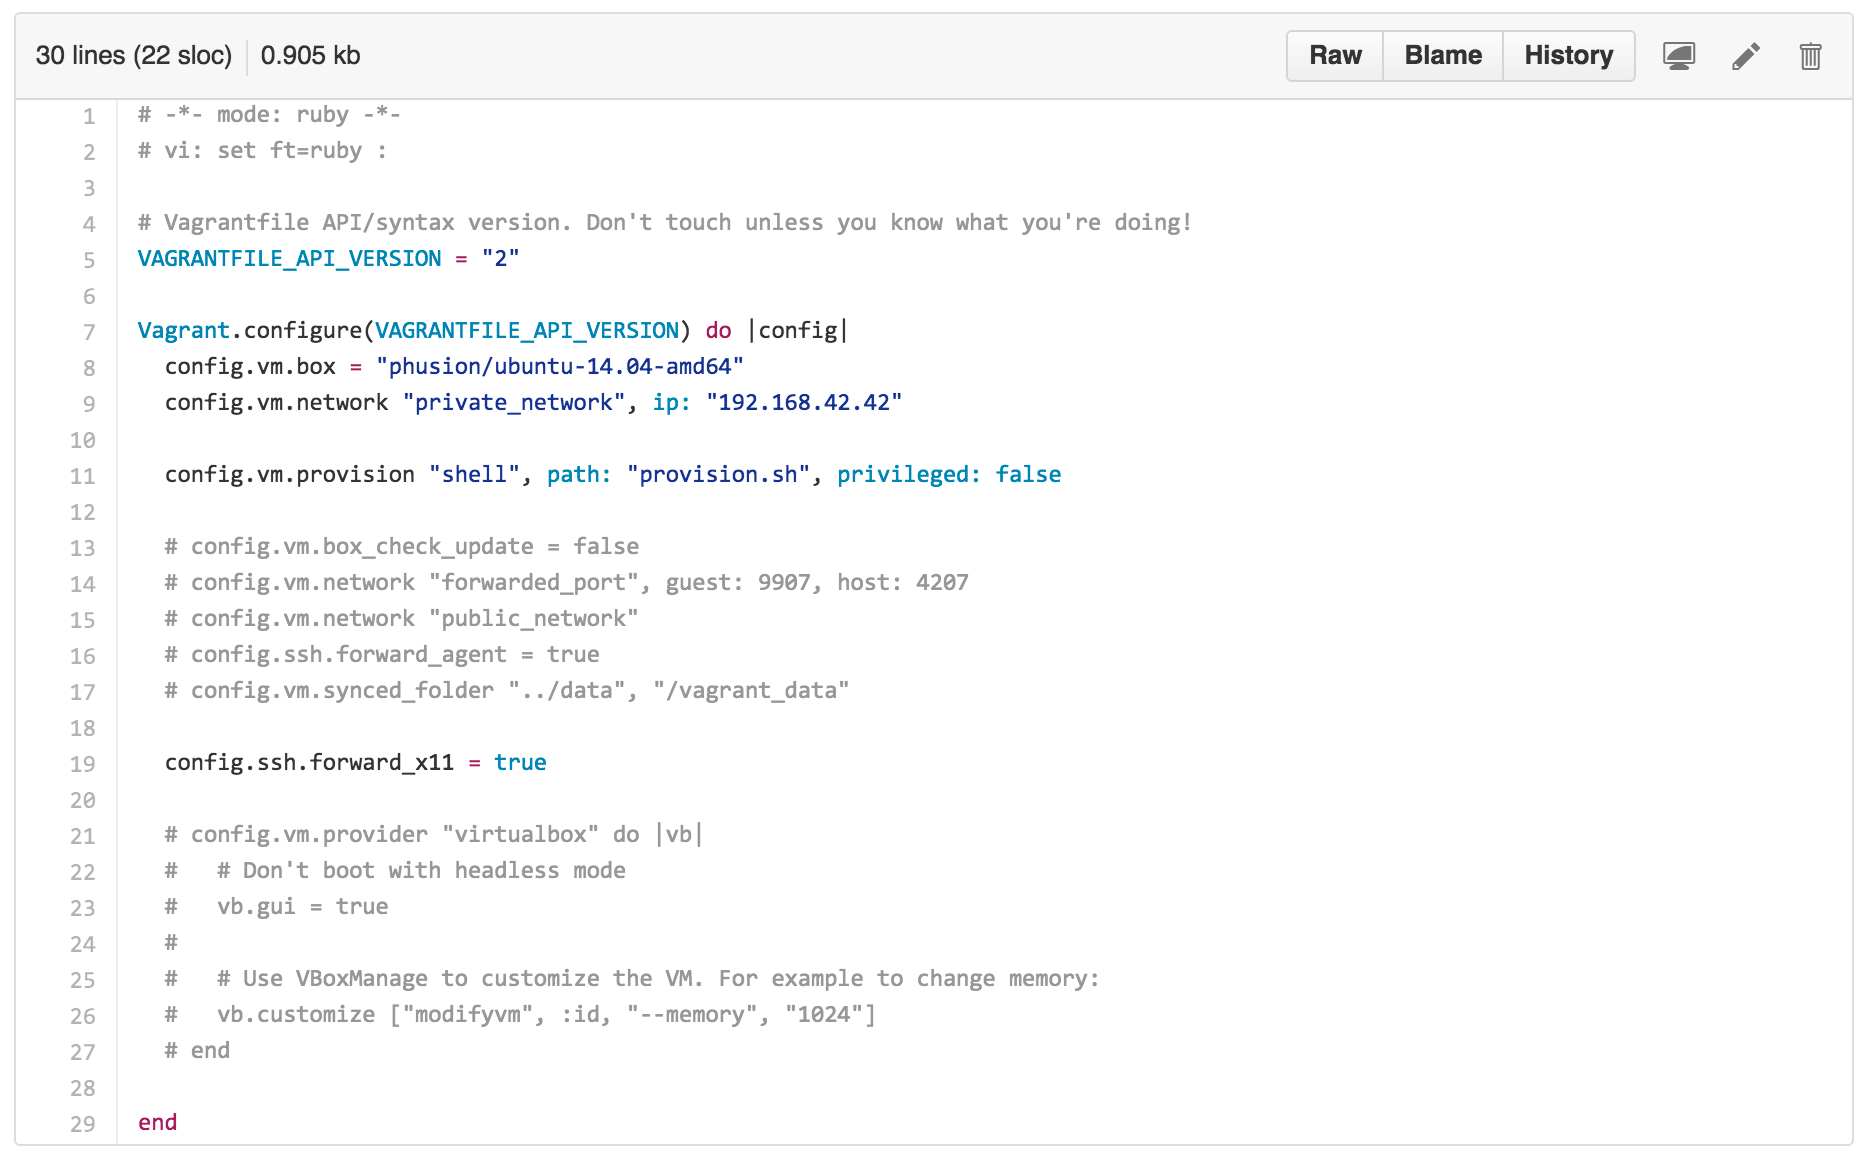 30 lines (22 sloc) 0.905 kb Raw Blame History
1 # -*- mode: ruby -*-
2 # vi: set ft=ruby :
3
4 # Vagrantfile API/syntax version. Don't touch unless you know what you're doing!
5 VAGRANTFILE_API_VERSION = "2"
6
7 Vagrant.configure(VAGRANTFILE_API_VERSION) do |config|
8   config.vm.box = "phusion/ubuntu-14.04-amd64"
9   config.vm.network "private_network", ip: "192.168.42.42"
10
11   config.vm.provision "shell", path: "provision.sh", privileged: false
12
13   # config.vm.box_check_update = false
14   # config.vm.network "forwarded_port", guest: 9907, host: 4207
15   # config.vm.network "public_network"
16   # config.ssh.forward_agent = true
17   # config.vm.synced_folder "../data", "/vagrant_data"
18
19   config.ssh.forward_x11 = true
20
21   # config.vm.provider "virtualbox" do |vb|
22   #   # Don't boot with headless mode
23   #   vb.gui = true
24   #
25   #   # Use VBoxManage to customize the VM. For example to change memory:
26   #   vb.customize ["modifyvm", :id, "--memory", "1024"]
27   # end
28
29 end